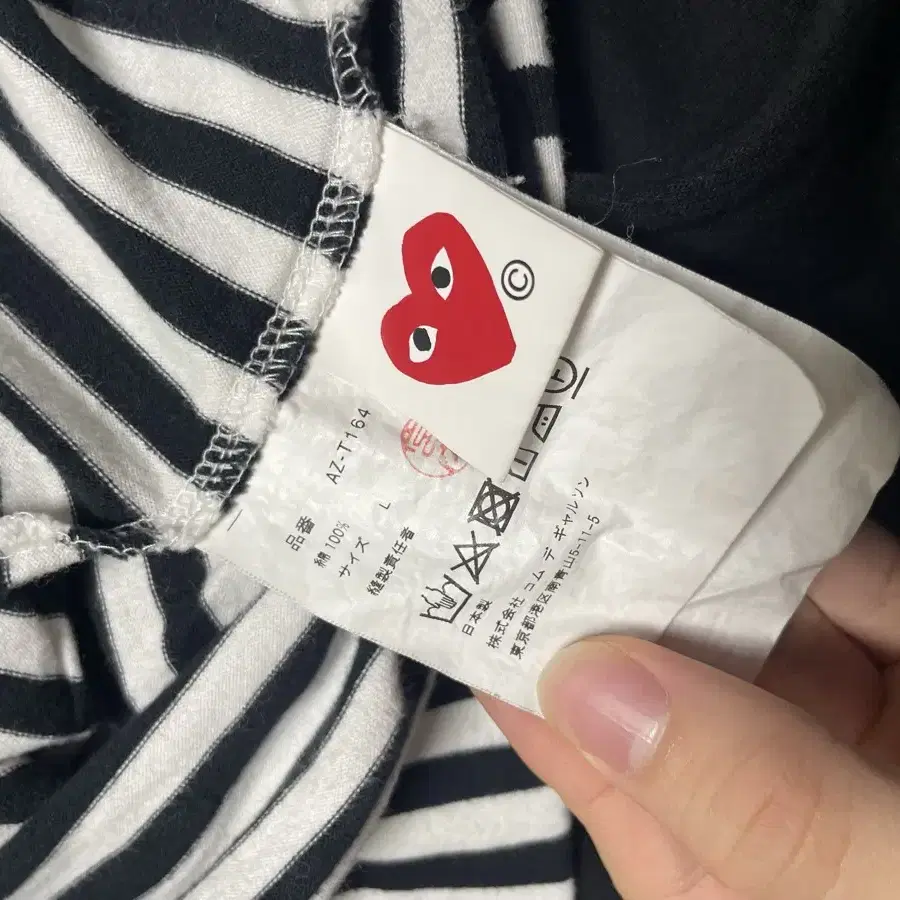 ©
品番 AZ-T164
綿 100%
サイズ L
縫製責任者
日本製
株式会社 コム デ ギャルソン
東京都港区南青山5-11-5